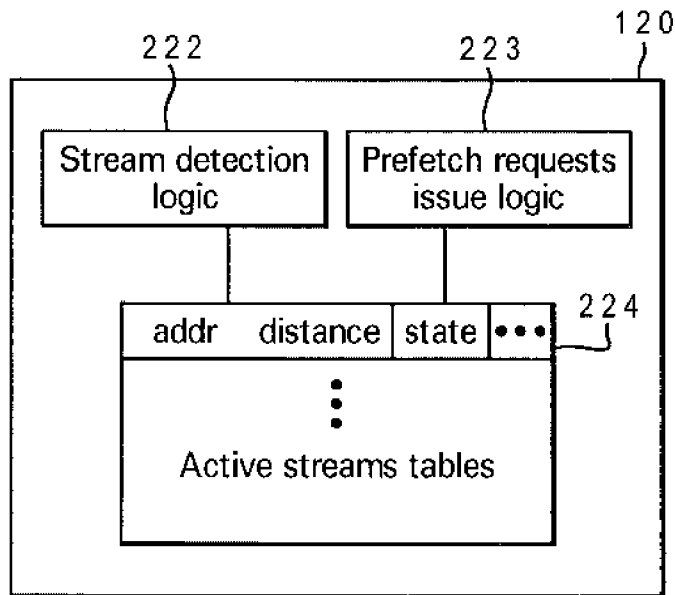 120
222
223
Stream detection
logic
Prefetch requests
issue logic
224
addr distance state •••
Active streams tables